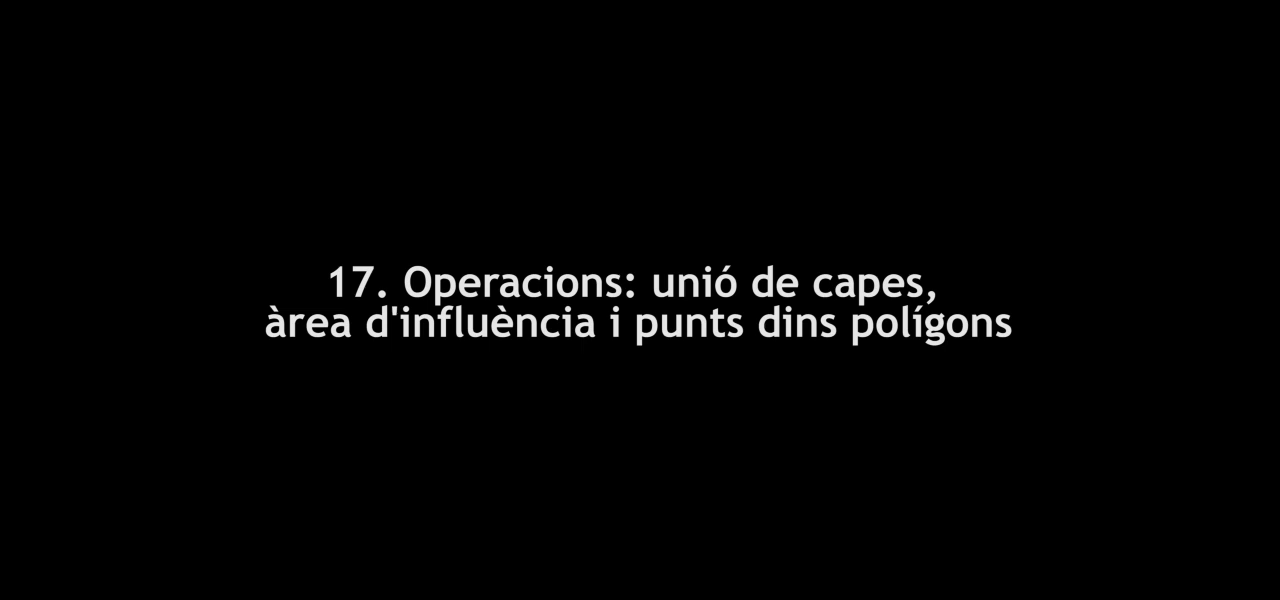 17. Operacions: unió de capes,
àrea d'influència i punts dins polígons